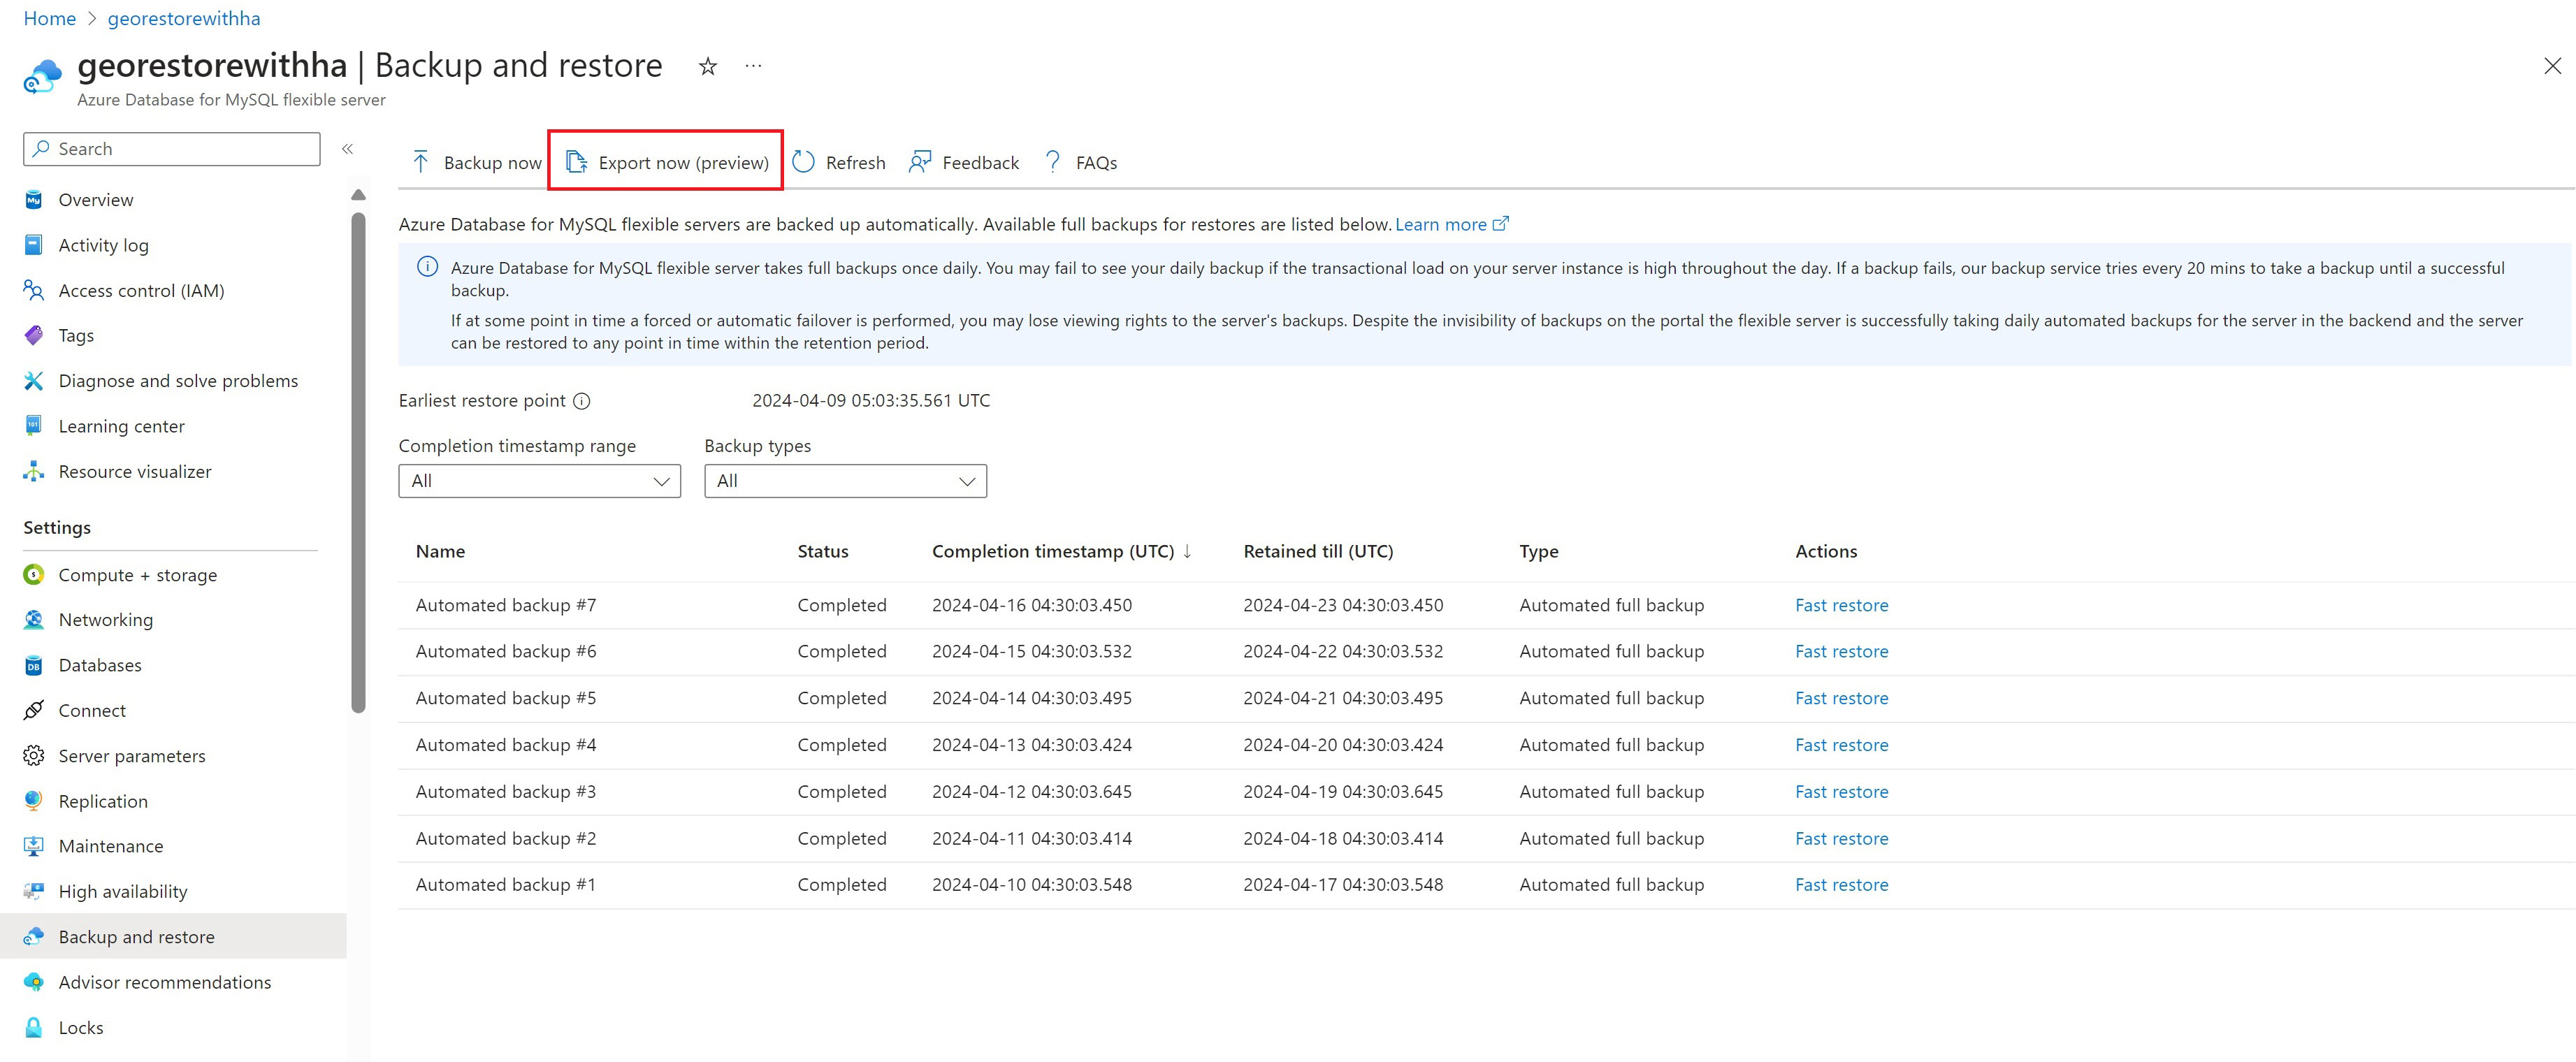 Home > georestorewithha
georestorewithha | Backup and restore
Azure Database for MySQL flexible server
Search
Overview
Activity log
Access control (IAM)
Tags
Diagnose and solve problems
Learning center
Resource visualizer
Settings
Compute + storage
Networking
Databases
Connect
Server parameters
Replication
Maintenance
High availability
Backup and restore
Advisor recommendations
Locks
Backup now Export now (preview) Refresh Feedback FAQs
Azure Database for MySQL flexible servers are backed up automatically. Available full backups for restores are listed below. Learn more
Azure Database for MySQL flexible server takes full backups once daily. You may fail to see your daily backup if the transactional load on your server instance is high throughout the day. If a backup fails, our backup service tries every 20 mins to take a backup until a successful
backup.
If at some point in time a forced or automatic failover is performed, you may lose viewing rights to the server's backups. Despite the invisibility of backups on the portal the flexible server is successfully taking daily automated backups for the server in the backend and the server
can be restored to any point in time within the retention period.
Earliest restore point 2024-04-09 05:03:35.561 UTC
Completion timestamp range Backup types
All All
Name Status Completion timestamp (UTC) ↓ Retained till (UTC) Type Actions
Automated backup #7 Completed 2024-04-16 04:30:03.450 2024-04-23 04:30:03.450 Automated full backup Fast restore
Automated backup #6 Completed 2024-04-15 04:30:03.532 2024-04-22 04:30:03.532 Automated full backup Fast restore
Automated backup #5 Completed 2024-04-14 04:30:03.495 2024-04-21 04:30:03.495 Automated full backup Fast restore
Automated backup #4 Completed 2024-04-13 04:30:03.424 2024-04-20 04:30:03.424 Automated full backup Fast restore
Automated backup #3 Completed 2024-04-12 04:30:03.645 2024-04-19 04:30:03.645 Automated full backup Fast restore
Automated backup #2 Completed 2024-04-11 04:30:03.414 2024-04-18 04:30:03.414 Automated full backup Fast restore
Automated backup #1 Completed 2024-04-10 04:30:03.548 2024-04-17 04:30:03.548 Automated full backup Fast restore